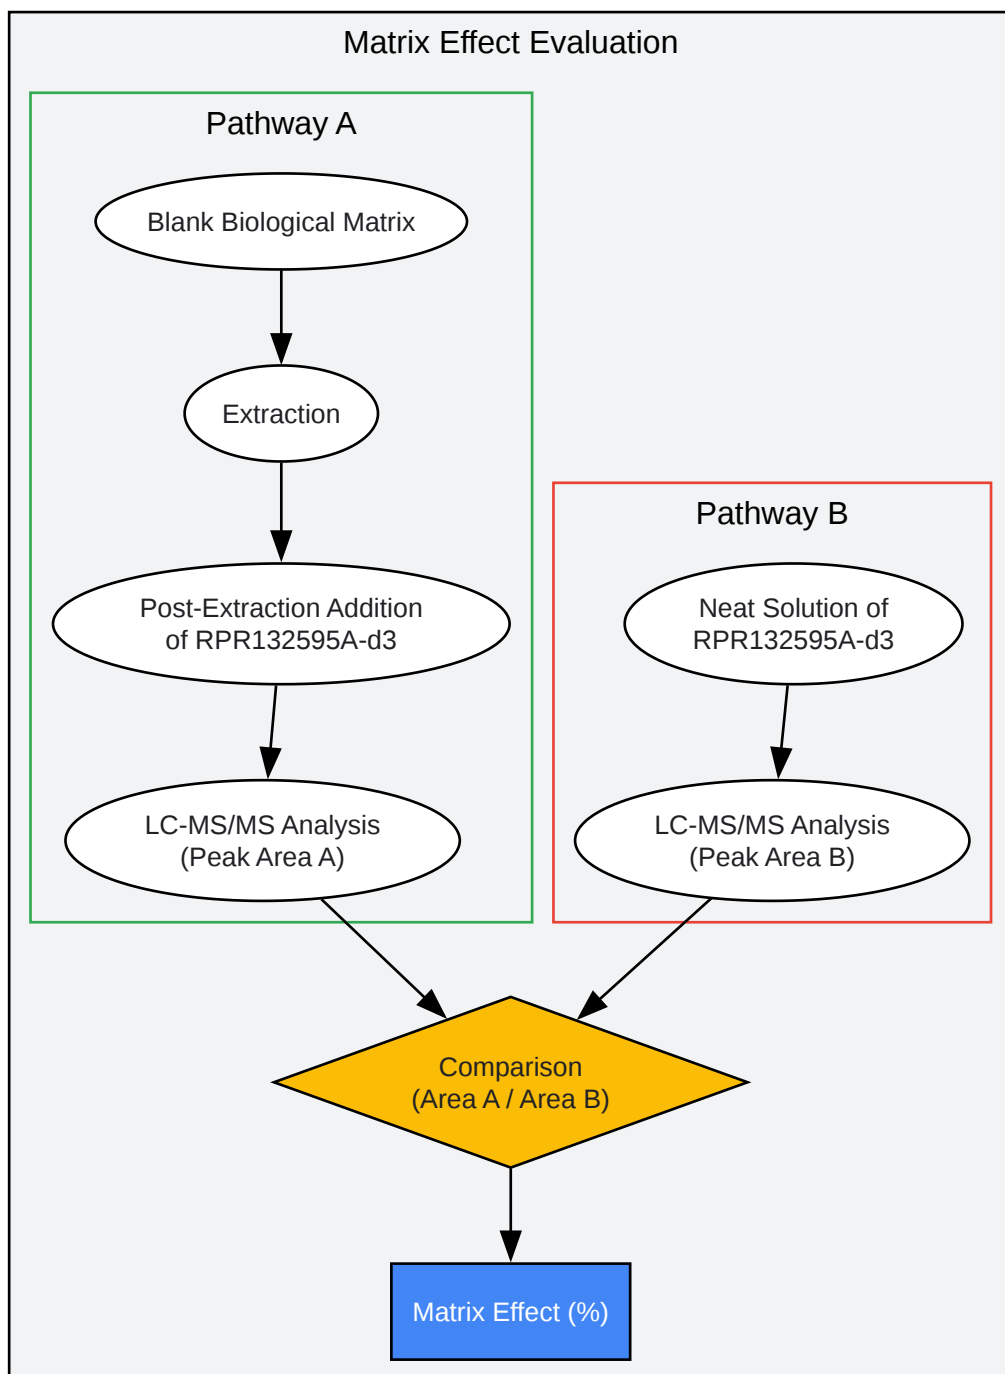 Matrix Effect Evaluation
Pathway A
Blank Biological Matrix
Extraction
Post-Extraction Addition
of RPR132595A-d3
LC-MS/MS Analysis
(Peak Area A)
Pathway B
Neat Solution of
RPR132595A-d3
LC-MS/MS Analysis
(Peak Area B)
Comparison
(Area A / Area B)
Matrix Effect (%)